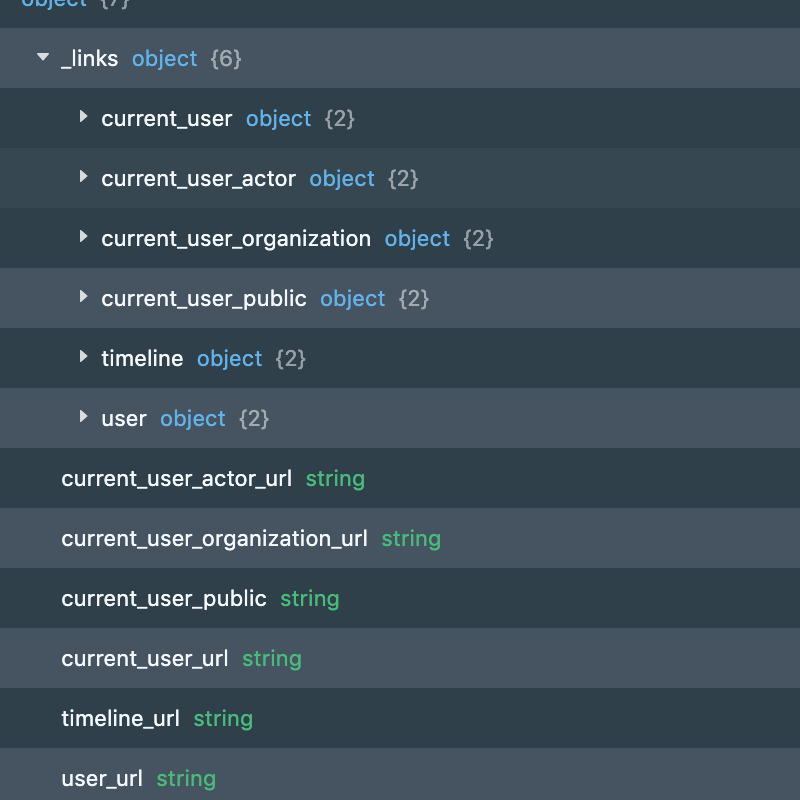 object {7}
_links object {6}
current_user object {2}
current_user_actor object {2}
current_user_organization object {2}
current_user_public object {2}
timeline object {2}
user object {2}
current_user_actor_url string
current_user_organization_url string
current_user_public string
current_user_url string
timeline_url string
user_url string